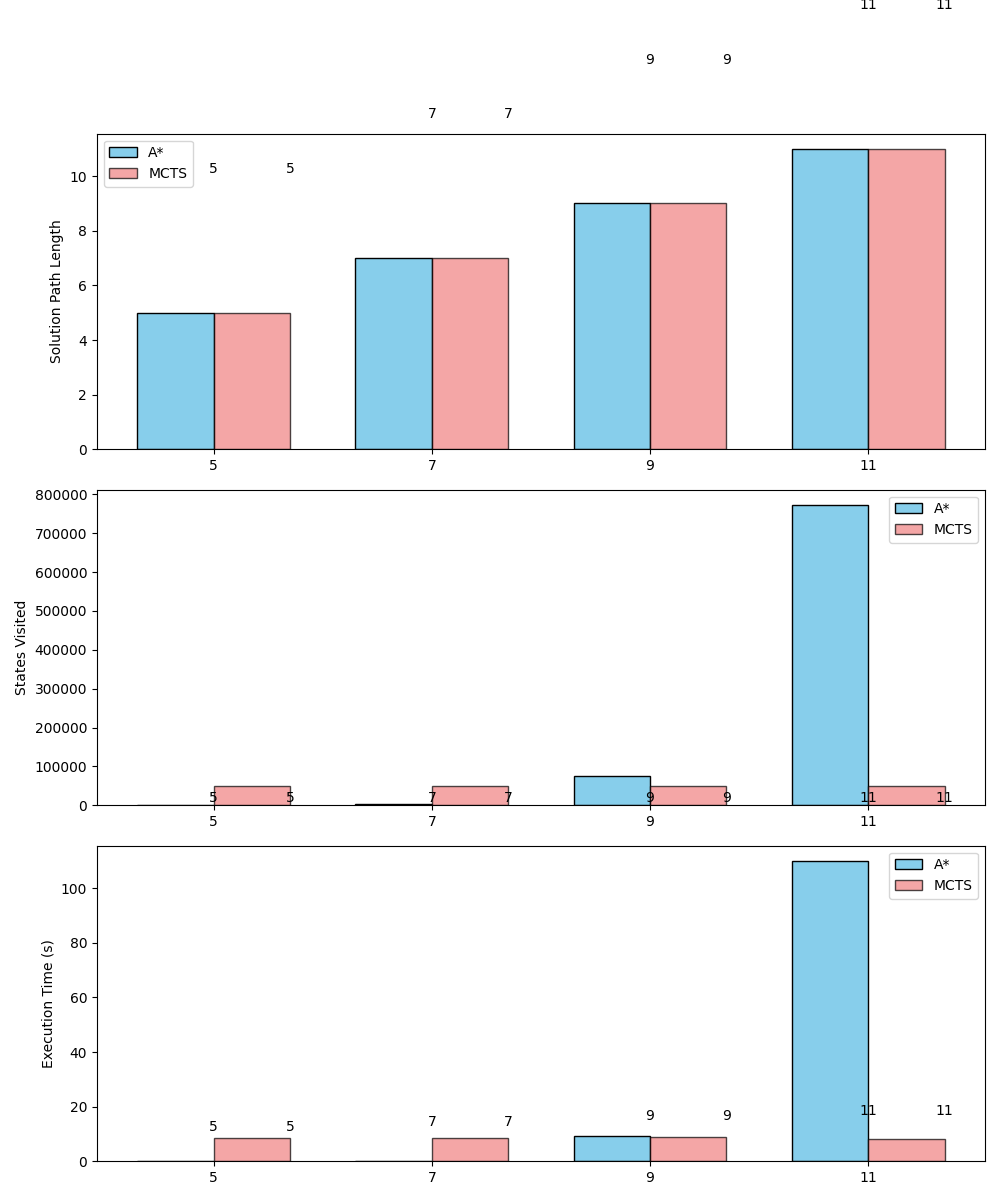 11 11
9 9
7 7
A*
MCTS
5 5
Solution Path Length
10
8
6
4
2
0
5 7 9 11
A*
MCTS
States Visited
800000
700000
600000
500000
400000
300000
200000
100000
0
5 5 7 7 9 9 11 11
5 7 9 11
A*
MCTS
Execution Time (s)
100
80
60
40
20
0
5 5 7 7 9 9 11 11
5 7 9 11